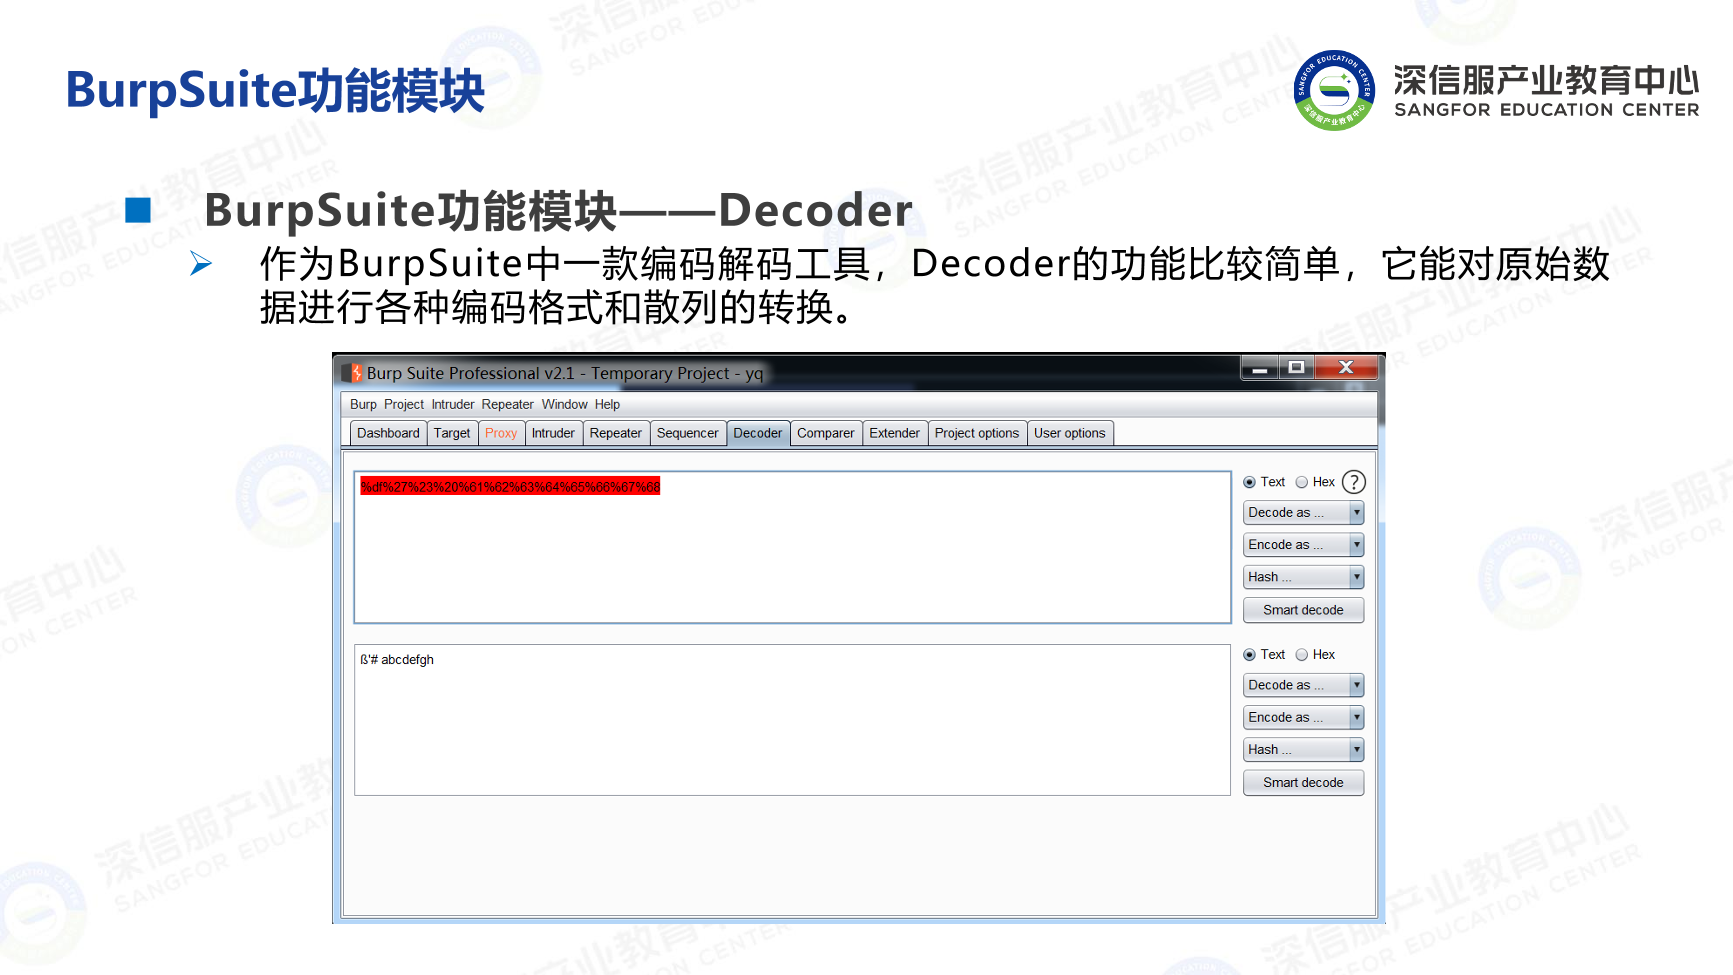 BurpSuite功能模块
深信服产业教育中心
SANGFOR EDUCATION CENTER
BurpSuite功能模块——Decoder
作为BurpSuite中一款编码解码工具，Decoder的功能比较简单，它能对原始数
据进行各种编码格式和散列的转换。
Burp Suite Professional v2.1 - Temporary Project - yq
Burp Project Intruder Repeater Window Help
Dashboard Target Proxy Intruder Repeater Sequencer Decoder Comparer Extender Project options User options
%df%27%23%20%61%62%63%64%65%66%67%68
Text Hex ?
Decode as ...
Encode as ...
Hash ...
Smart decode
ß'# abcdefgh
Text Hex
Decode as ...
Encode as ...
Hash ...
Smart decode